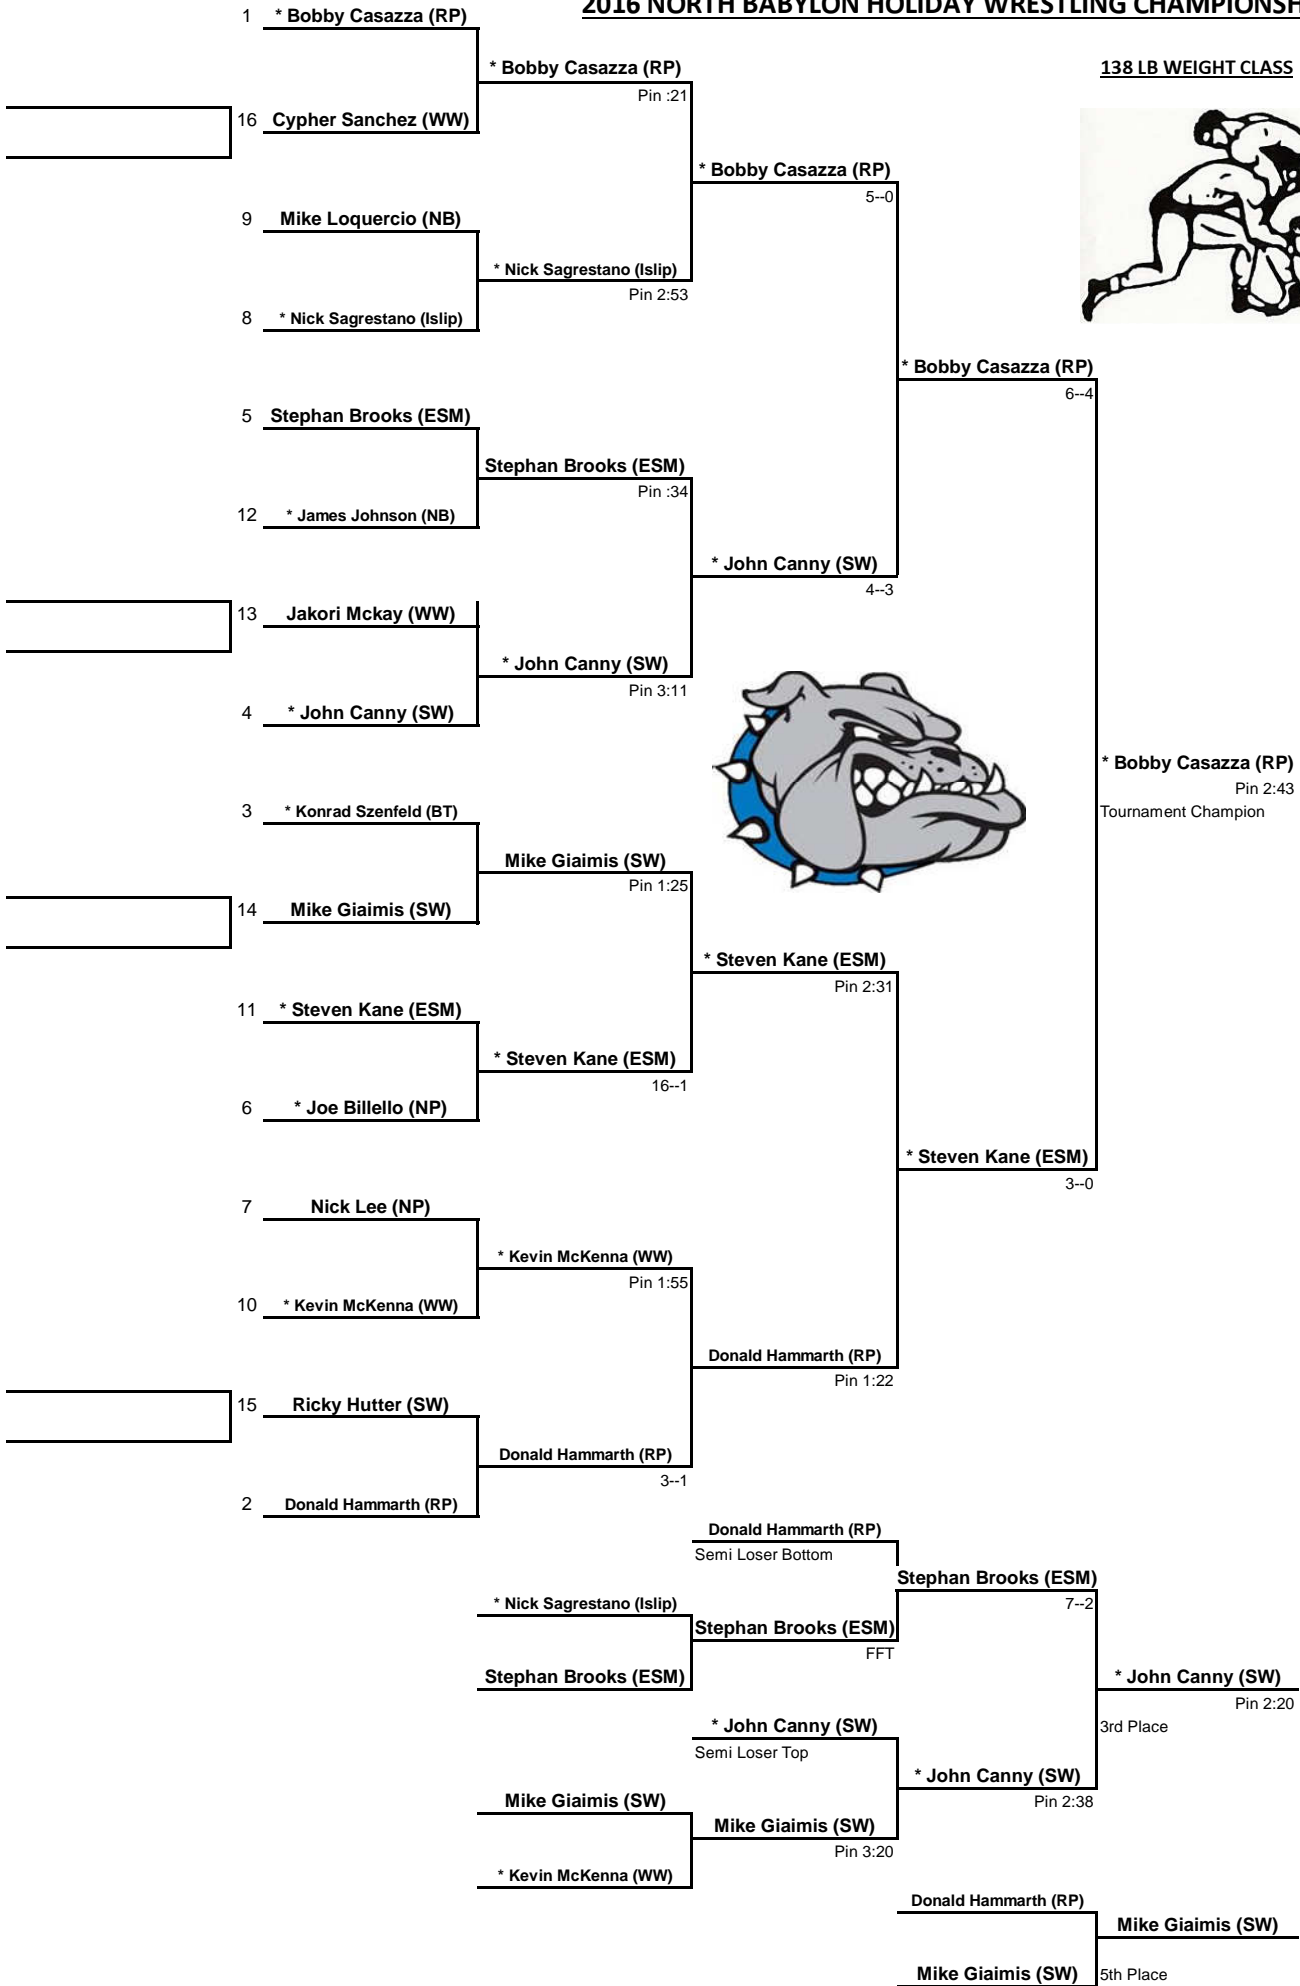 2016 NORTH BABYLON HOLIDAY WRESTLING CHAMPIONSH
1 * Bobby Casazza (RP)
* Bobby Casazza (RP)
138 LB WEIGHT CLASS
Pin :21
16 Cypher Sanchez (WW)
* Bobby Casazza (RP)
5--0
9 Mike Loquercio (NB)
* Nick Sagrestano (Islip)
Pin 2:53
8 * Nick Sagrestano (Islip)
* Bobby Casazza (RP)
6--4
5 Stephan Brooks (ESM)
Stephan Brooks (ESM)
Pin :34
12 * James Johnson (NB)
* John Canny (SW)
4--3
13 Jakori Mckay (WW)
* John Canny (SW)
Pin 3:11
4 * John Canny (SW)
* Bobby Casazza (RP)
Pin 2:43
Tournament Champion
3 * Konrad Szenfeld (BT)
Mike Giaimis (SW)
Pin 1:25
14 Mike Giaimis (SW)
* Steven Kane (ESM)
Pin 2:31
11 * Steven Kane (ESM)
* Steven Kane (ESM)
16--1
6 * Joe Billello (NP)
* Steven Kane (ESM)
3--0
7 Nick Lee (NP)
* Kevin McKenna (WW)
Pin 1:55
10 * Kevin McKenna (WW)
Donald Hammarth (RP)
Pin 1:22
15 Ricky Hutter (SW)
Donald Hammarth (RP)
3--1
2 Donald Hammarth (RP)
Donald Hammarth (RP)
Semi Loser Bottom
Stephan Brooks (ESM)
7--2
* Nick Sagrestano (Islip)
Stephan Brooks (ESM)
FFT
Stephan Brooks (ESM)
* John Canny (SW)
Pin 2:20
3rd Place
* John Canny (SW)
Semi Loser Top
* John Canny (SW)
Pin 2:38
Mike Giaimis (SW)
Mike Giaimis (SW)
Pin 3:20
* Kevin McKenna (WW)
Donald Hammarth (RP)
Mike Giaimis (SW)
Mike Giaimis (SW)
5th Place